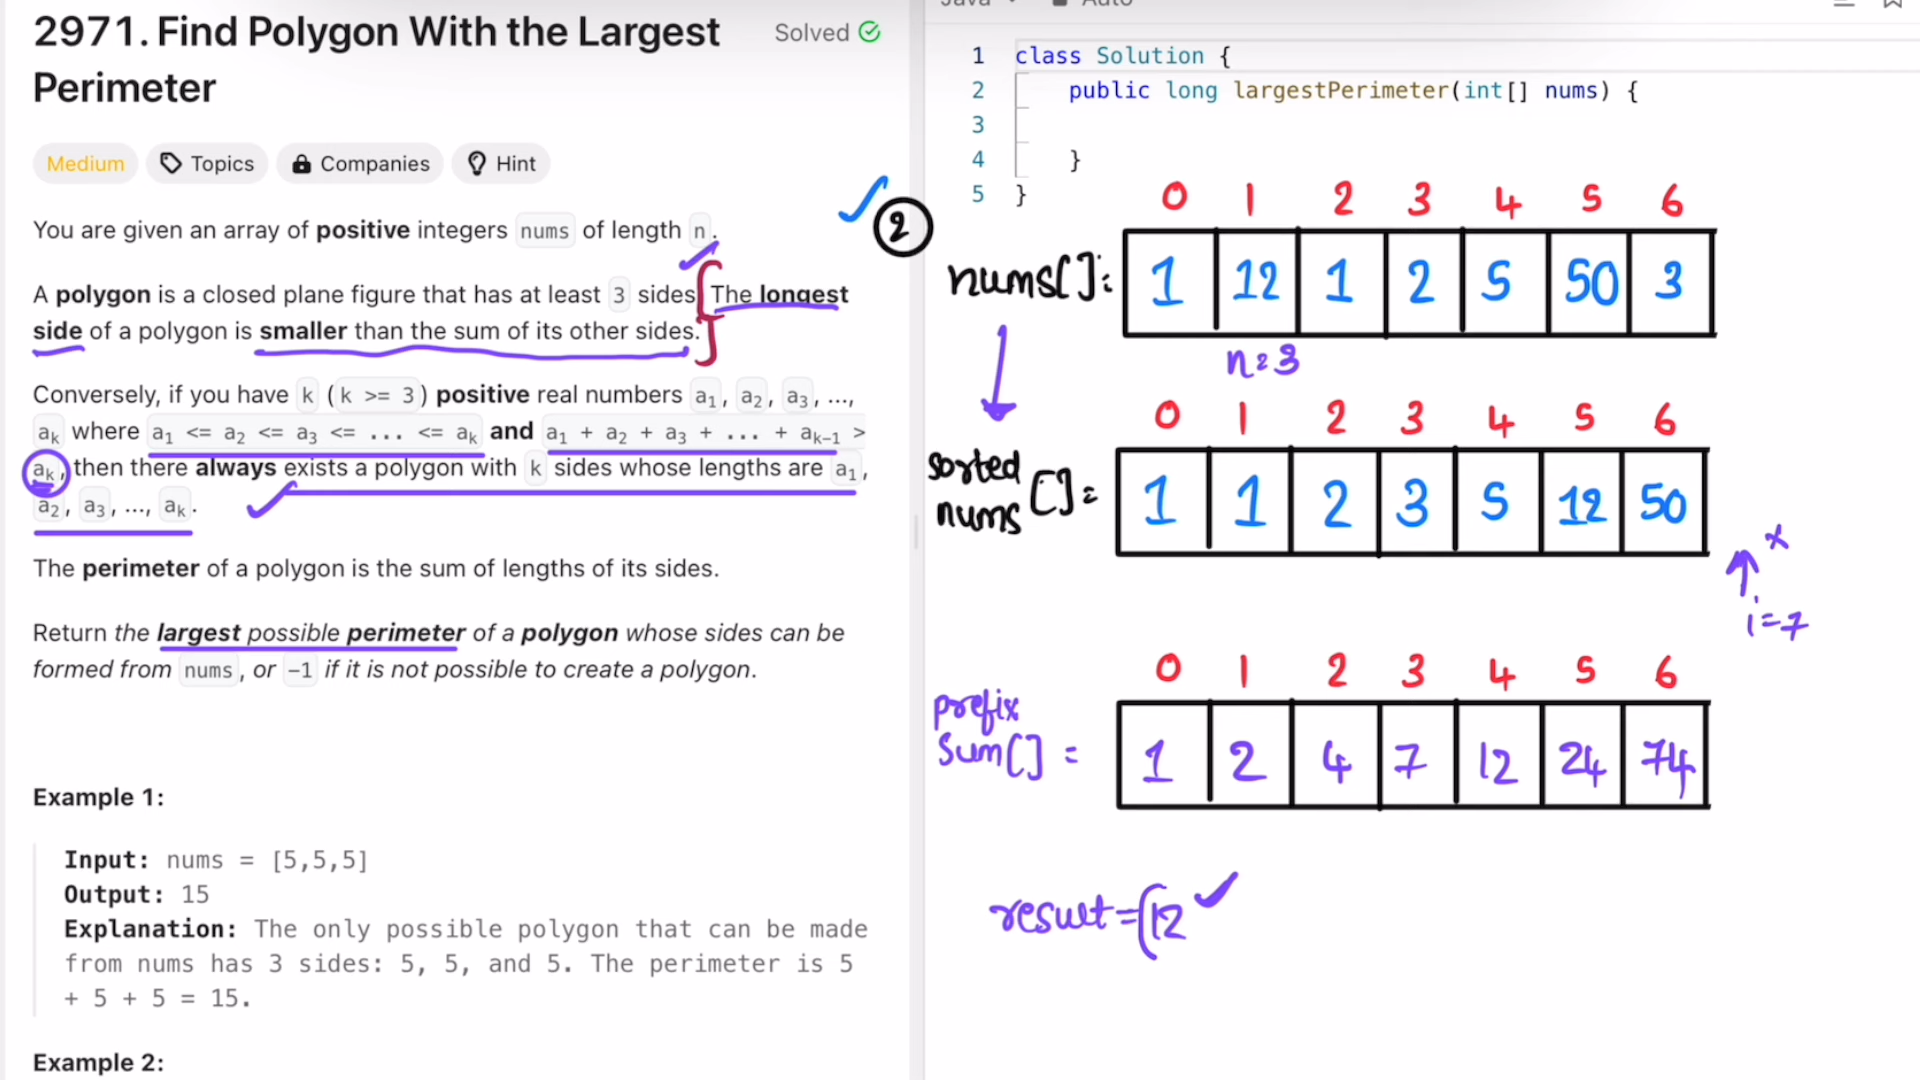 2971. Find Polygon With the Largest
Perimeter
Solved
Medium
Topics
Companies
Hint
You are given an array of positive integers nums of length n.
A polygon is a closed plane figure that has at least 3 sides. The longest
side of a polygon is smaller than the sum of its other sides.
Conversely, if you have k (k >= 3) positive real numbers a1, a2, a3, ...,
ak where a1 <= a2 <= a3 <= ... <= ak and a1 + a2 + a3 + ... + ak-1 >
ak, then there always exists a polygon with k sides whose lengths are a1,
a2, a3, ..., ak.
The perimeter of a polygon is the sum of lengths of its sides.
Return the largest possible perimeter of a polygon whose sides can be
formed from nums, or -1 if it is not possible to create a polygon.
Example 1:
Input: nums = [5,5,5]
Output: 15
Explanation: The only possible polygon that can be made
from nums has 3 sides: 5, 5, and 5. The perimeter is 5
+ 5 + 5 = 15.
Example 2:
Java
Auto
1 class Solution {
2 public long largestPerimeter(int[] nums) {
3
4 }
5 }
2
0 1 2 3 4 5 6
nums[]: 1 12 1 2 5 50 3
n=3
0 1 2 3 4 5 6
sorted
nums []= 1 1 2 3 5 12 50
x
i=7
0 1 2 3 4 5 6
prefix
Sum[] = 1 2 4 7 12 24 74
result=(12